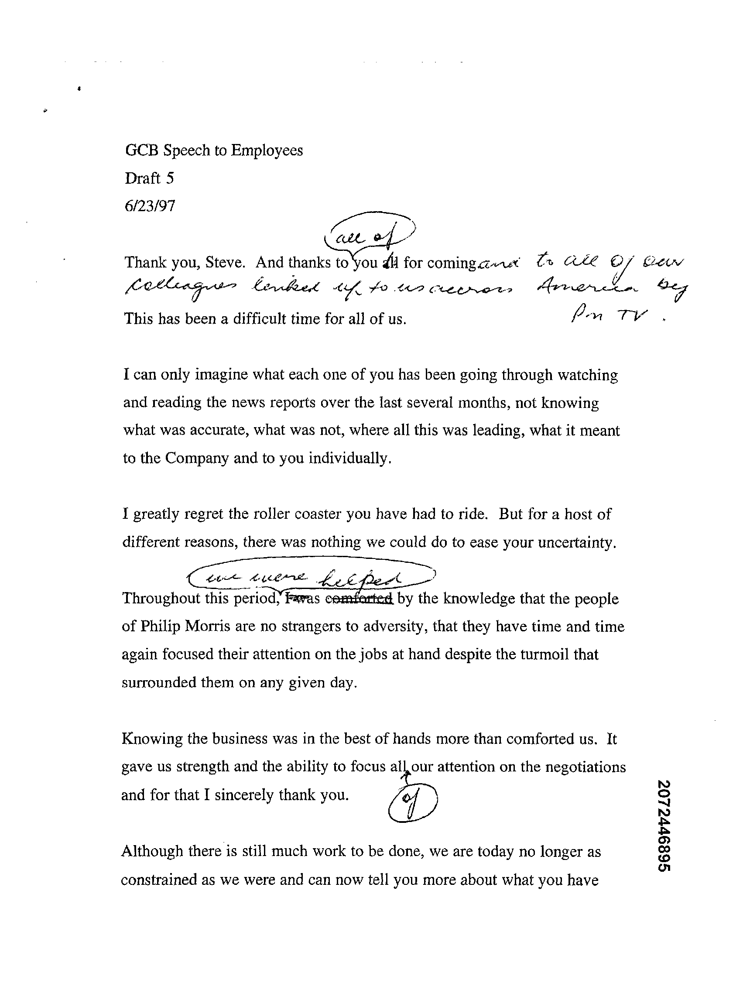 GCB Speech to Employees
Draft 5
6/23/97
all of
Thank you, Steve. And thanks to you all for coming and to all of our
colleagues linked up to us across America by
This has been a difficult time for all of us. Pm TV.
I can only imagine what each one of you has been going through watching
and reading the news reports over the last several months, not knowing
what was accurate, what was not, where all this was leading, what it meant
to the Company and to you individually.
I greatly regret the roller coaster you have had to ride. But for a host of
different reasons, there was nothing we could do to ease your uncertainty.
we were helped
Throughout this period, I was comforted by the knowledge that the people
of Philip Morris are no strangers to adversity, that they have time and time
again focused their attention on the jobs at hand despite the turmoil that
surrounded them on any given day.
Knowing the business was in the best of hands more than comforted us. It
gave us strength and the ability to focus all our attention on the negotiations
and for that I sincerely thank you. of
Although there is still much work to be done, we are today no longer as
constrained as we were and can now tell you more about what you have
2072446895